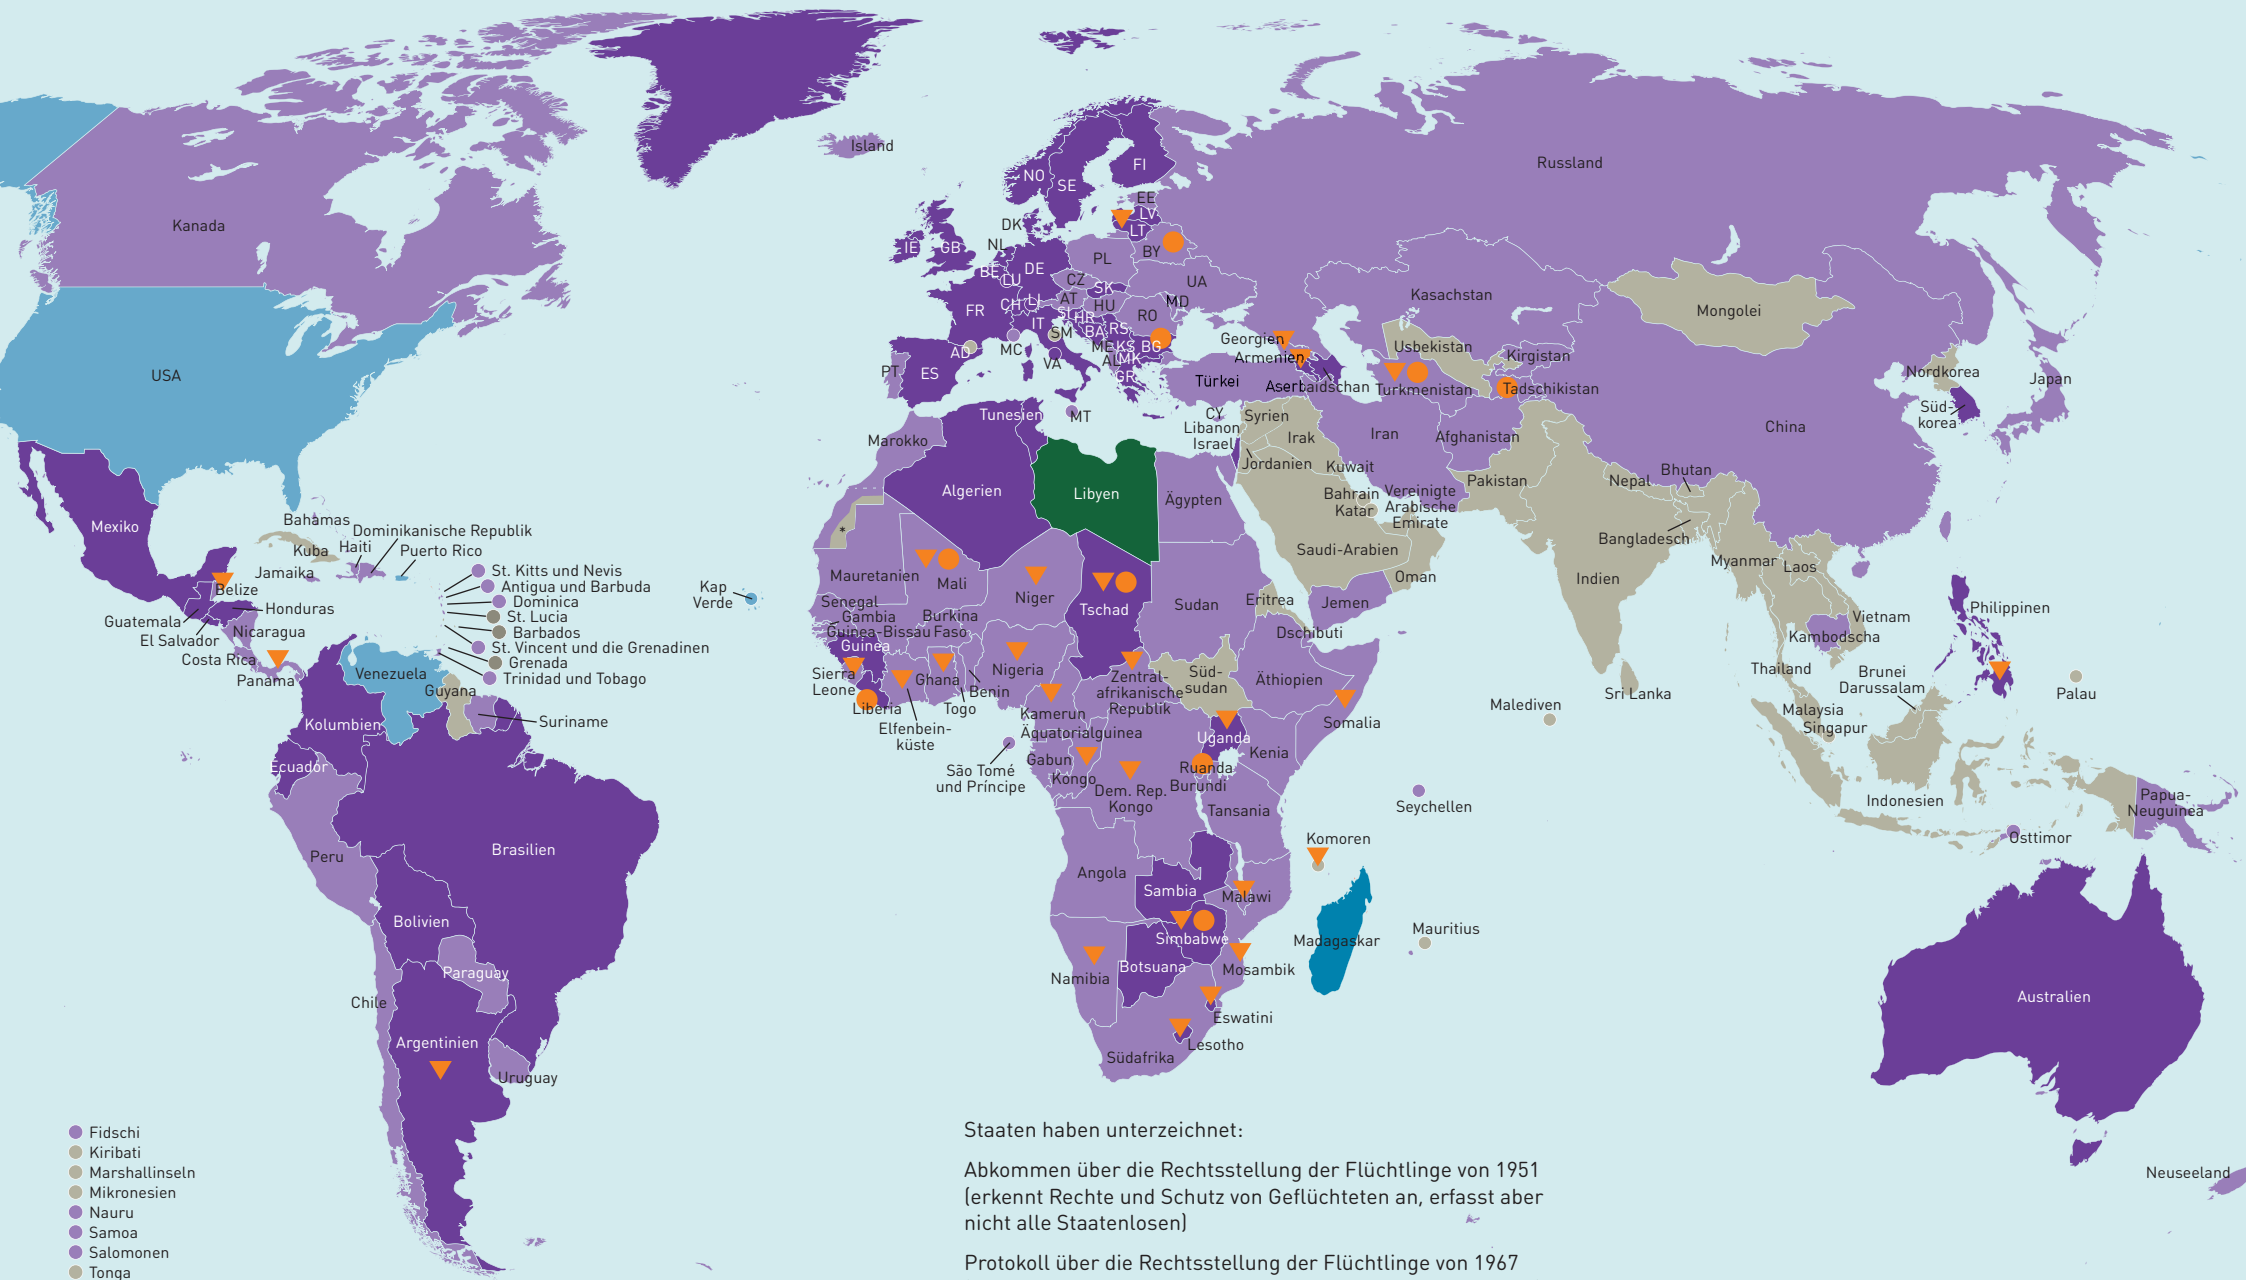 Island
Russland
Kanada
FI
NO
SE
EE
LV
LT
DK
IE
GB
NL
BY
PL
BE
DE
LU
CZ
UA
SK
CH
LI
AT
HU
MD
FR
IT
SI
HR
RO
SM
BA
RS
MC
ME
KS
BG
AD
VA
AL
MK
PT
ES
GR
MT
CY
Kasachstan
Mongolei
Georgien
Armenien
Aserbaidschan
Türkei
Usbekistan
Kirgistan
Turkmenistan
Tadschikistan
Nordkorea
Japan
Süd-
korea
China
USA
Tunesien
Marokko
Syrien
Libanon
Israel
Irak
Iran
Afghanistan
Jordanien
Kuwait
Pakistan
Nepal
Bhutan
Algerien
Libyen
Ägypten
Bahrain
Katar
Vereinigte
Arabische
Emirate
Mexiko
Bahamas
Dominikanische Republik
Kuba
Haiti
Puerto Rico
Jamaika
*
Bangladesch
Saudi-Arabien
Oman
Indien
Myanmar
Laos
Belize
Guatemala
Honduras
El Salvador
Nicaragua
Costa Rica
Panama
St. Kitts und Nevis
Antigua und Barbuda
Dominica
St. Lucia
Barbados
St. Vincent und die Grenadinen
Grenada
Trinidad und Tobago
Kap
Verde
Mauretanien
Mali
Niger
Tschad
Sudan
Eritrea
Jemen
Senegal
Gambia
Guinea-Bissau
Burkina
Faso
Guinea
Dschibuti
Vietnam
Philippinen
Kambodscha
Thailand
Venezuela
Guyana
Suriname
Kolumbien
Sierra
Leone
Liberia
Elfenbein-
küste
Ghana
Togo
Benin
Nigeria
Kamerun
Zentral-
afrikanische
Republik
Süd-
sudan
Äthiopien
Somalia
Sri Lanka
Brunei
Darussalam
Palau
Malediven
Malaysia
Singapur
Ecuador
São Tomé
und Príncipe
Äquatorialguinea
Gabun
Kongo
Dem. Rep.
Kongo
Uganda
Kenia
Ruanda
Burundi
Tansania
Seychellen
Indonesien
Papua-
Neuguinea
Osttimor
Peru
Brasilien
Bolivien
Angola
Sambia
Malawi
Komoren
Simbabwe
Madagaskar
Mauritius
Paraguay
Chile
Namibia
Botsuana
Mosambik
Australien
Argentinien
Uruguay
Eswatini
Lesotho
Südafrika
Neuseeland
Fidschi
Kiribati
Marshallinseln
Mikronesien
Nauru
Samoa
Salomonen
Tonga
Staaten haben unterzeichnet:
Abkommen über die Rechtsstellung der Flüchtlinge von 1951
(erkennt Rechte und Schutz von Geflüchteten an, erfasst aber
nicht alle Staatenlosen)
Protokoll über die Rechtsstellung der Flüchtlinge von 1967